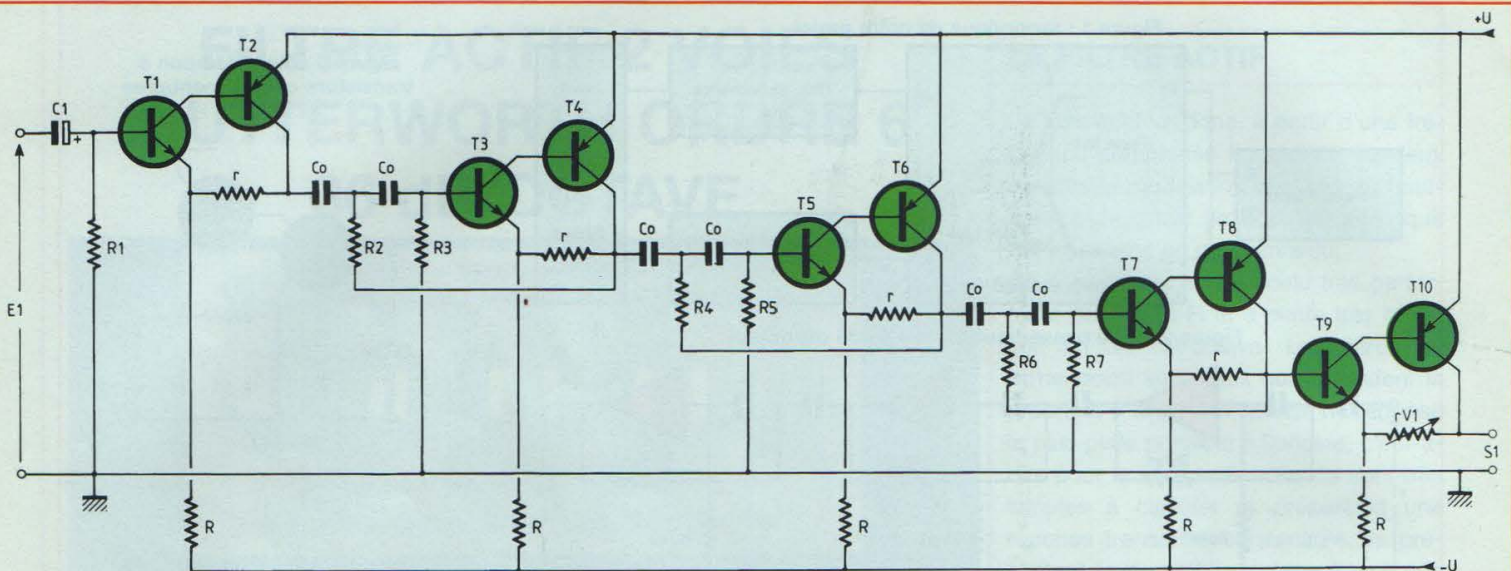 +U
T2
T1
C1
+
T4
T3
r
Co Co
T6
T5
E1
R1
R2 R3
r
Co Co
T8
T7
T10
T9
R4 R5
r
Co Co
R6 R7
r
rV1
S1
R R R R R
-U